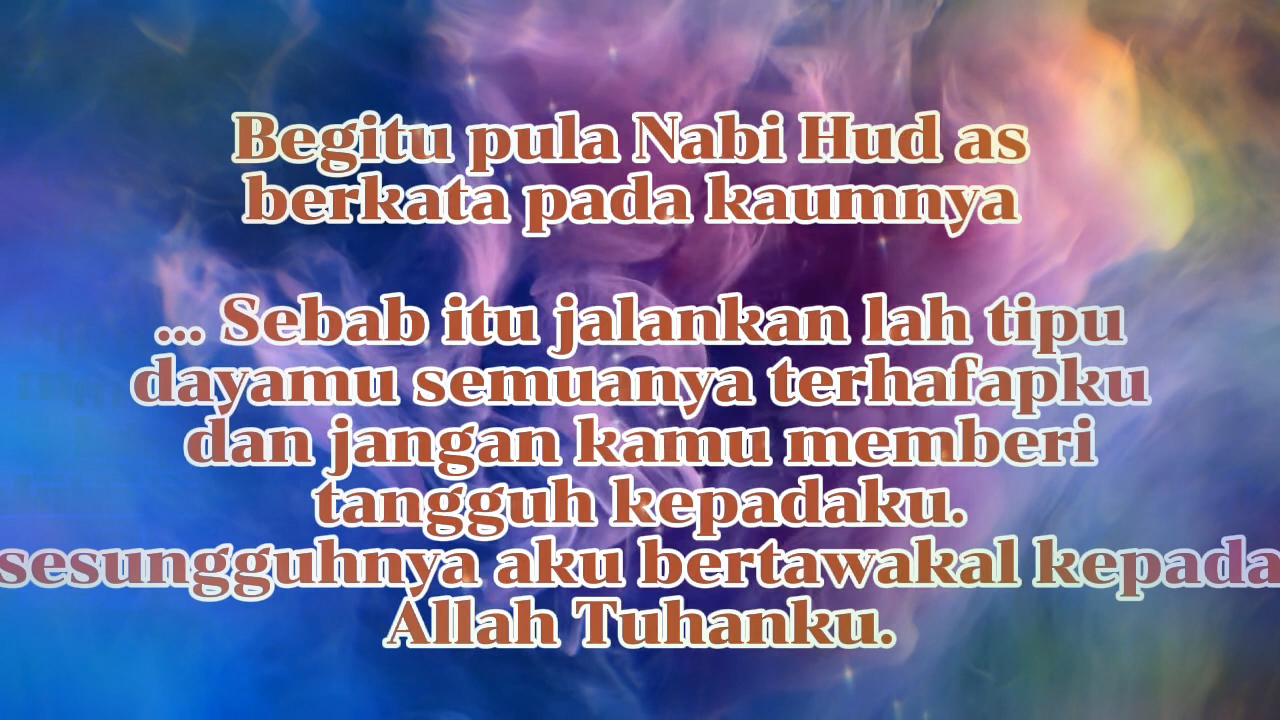 Begitu pula Nabi Hud as
berkata pada kaumnya
... Sebab itu jalankan lah tipu
dayamu semuanya terhafapku
dan jangan kamu memberi
tangguh kepadaku.
sesungguhnya aku bertawakal kepada
Allah Tuhanku.